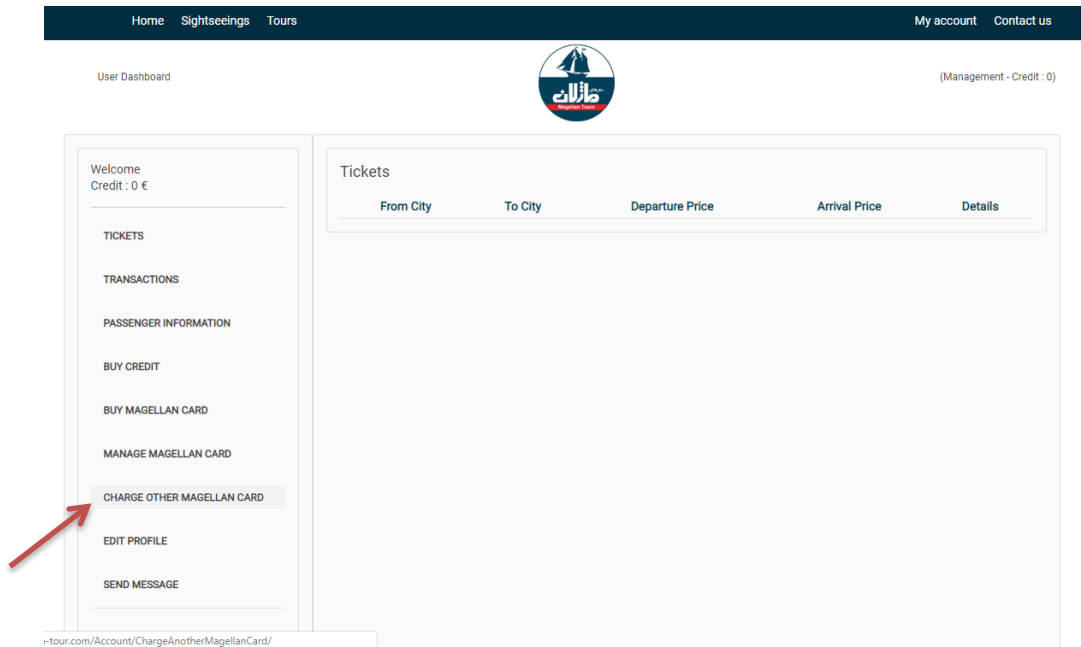 Home Sightseeings Tours My account Contact us
User Dashboard
ماژلان
Magellan Tours
(Management - Credit : 0)
Welcome
Credit : 0 €
TICKETS
TRANSACTIONS
PASSENGER INFORMATION
BUY CREDIT
BUY MAGELLAN CARD
MANAGE MAGELLAN CARD
CHARGE OTHER MAGELLAN CARD
EDIT PROFILE
SEND MESSAGE
Tickets
From City To City Departure Price Arrival Price Details
-tour.com/Account/ChargeAnotherMagellanCard/